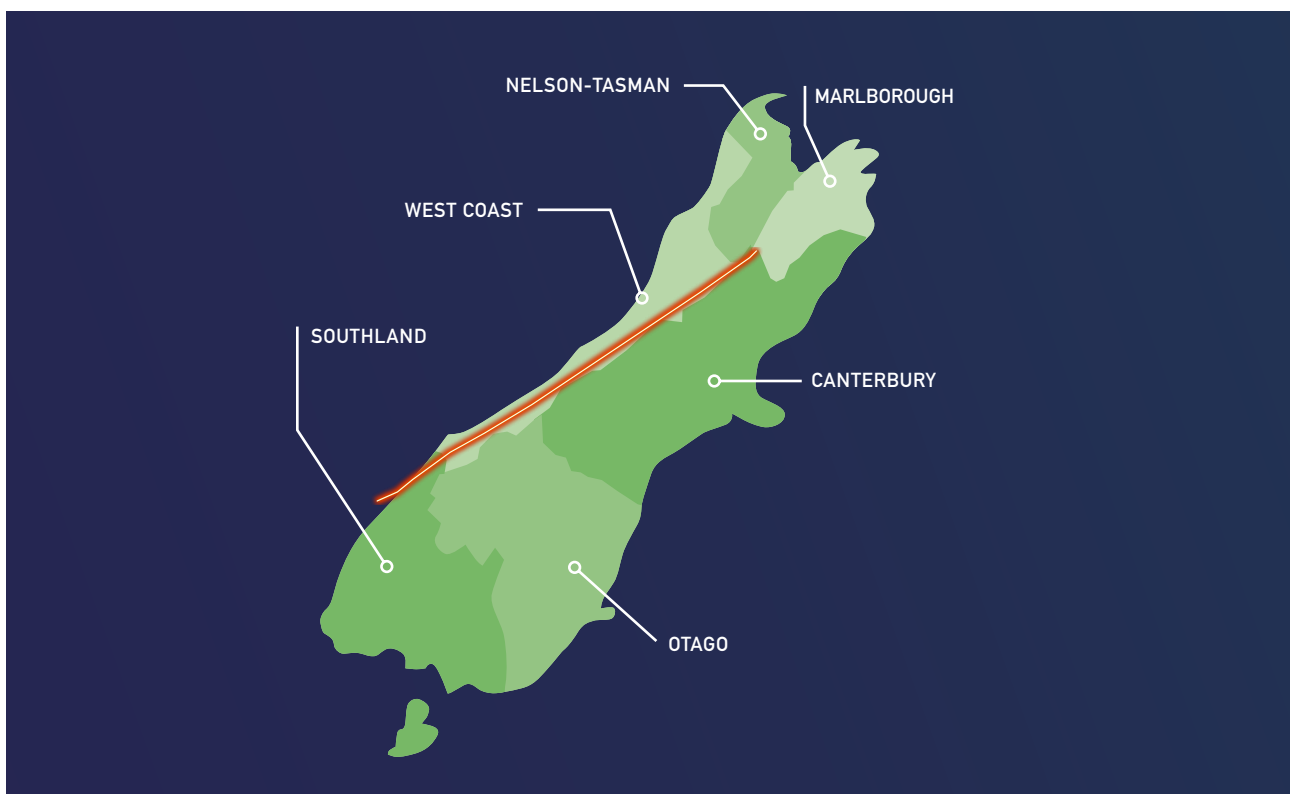 NELSON-TASMAN
MARLBOROUGH
WEST COAST
SOUTHLAND
CANTERBURY
OTAGO